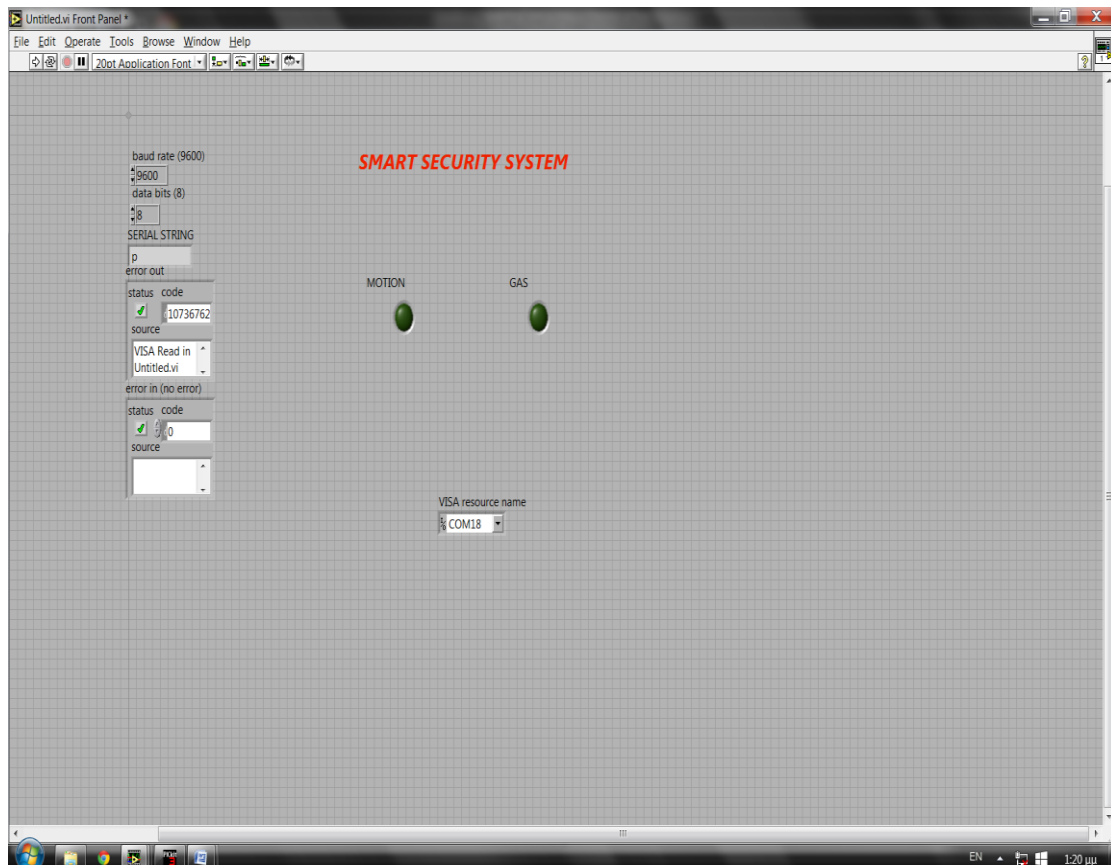 Untitled.vi Front Panel *
File Edit Operate Tools Browse Window Help
20pt Application Font
baud rate (9600)
9600
data bits (8)
8
SERIAL STRING
p
error out
status code
10736762
source
VISA Read in
Untitled.vi
error in (no error)
status code
0
source
SMART SECURITY SYSTEM
MOTION GAS
VISA resource name
COM18
EN 1:20 μμ